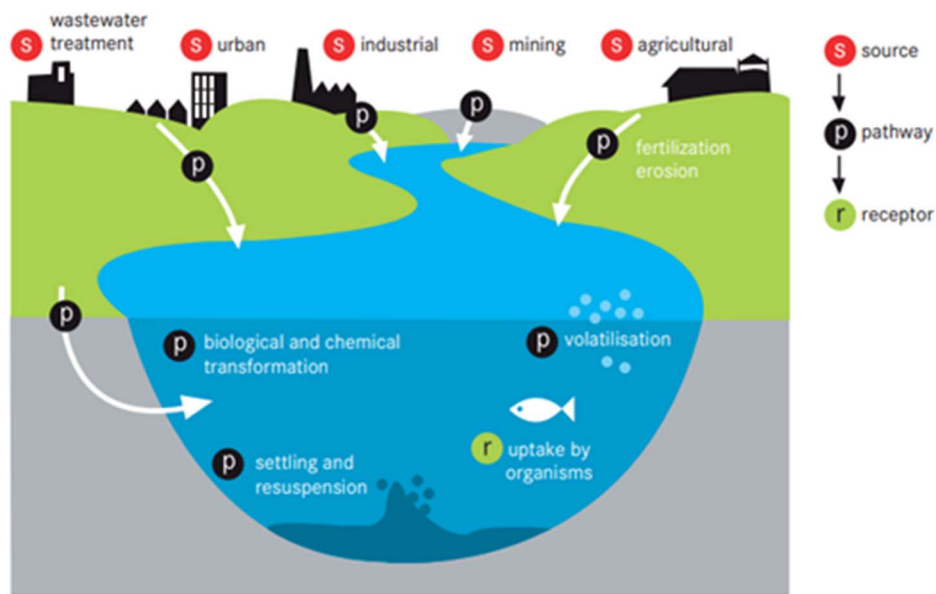 wastewater
treatment
S
S urban
S industrial
S mining
S agricultural
S source
p pathway
r receptor
p
p
p
p fertilization
erosion
p
p biological and chemical
transformation
p volatilisation
p settling and
resuspension
r uptake by
organisms